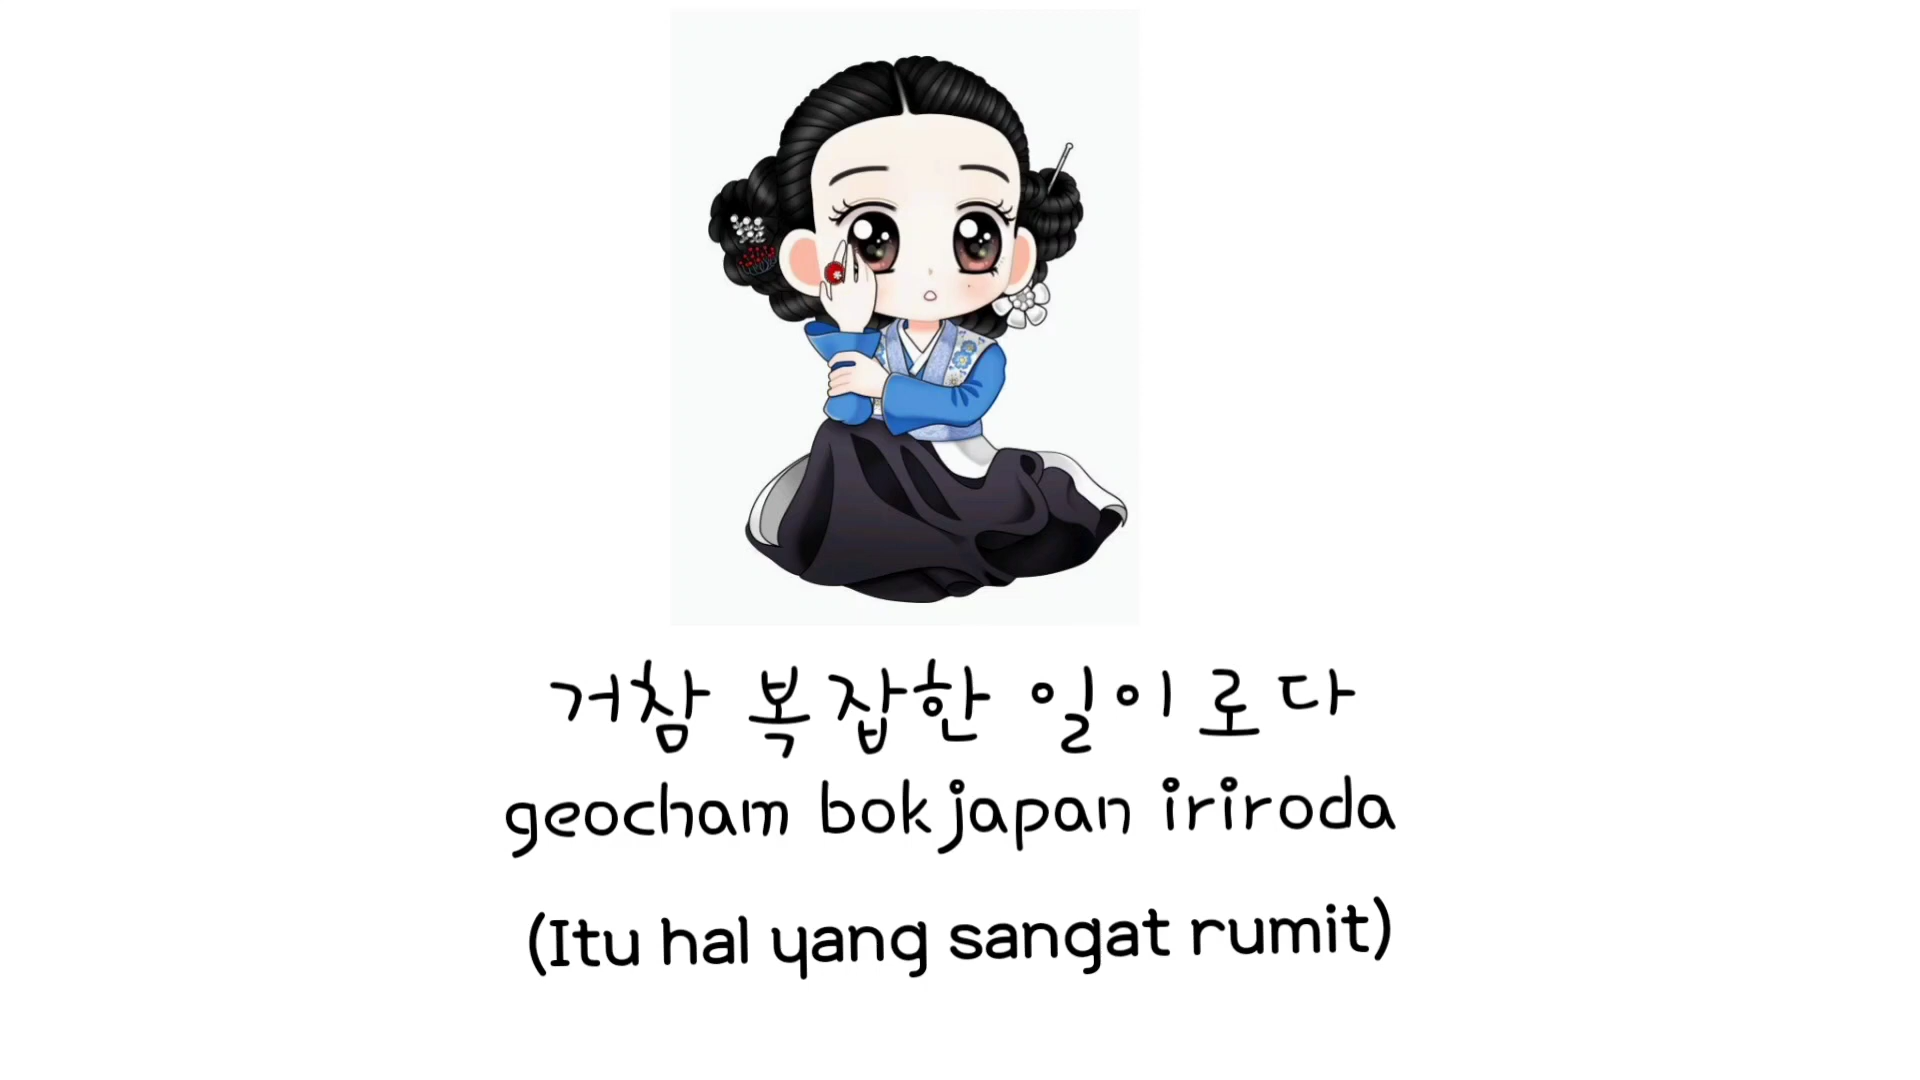 거참 복잡한 일이로다
geocham bokjapan iriroda
(Itu hal yang sangat rumit)